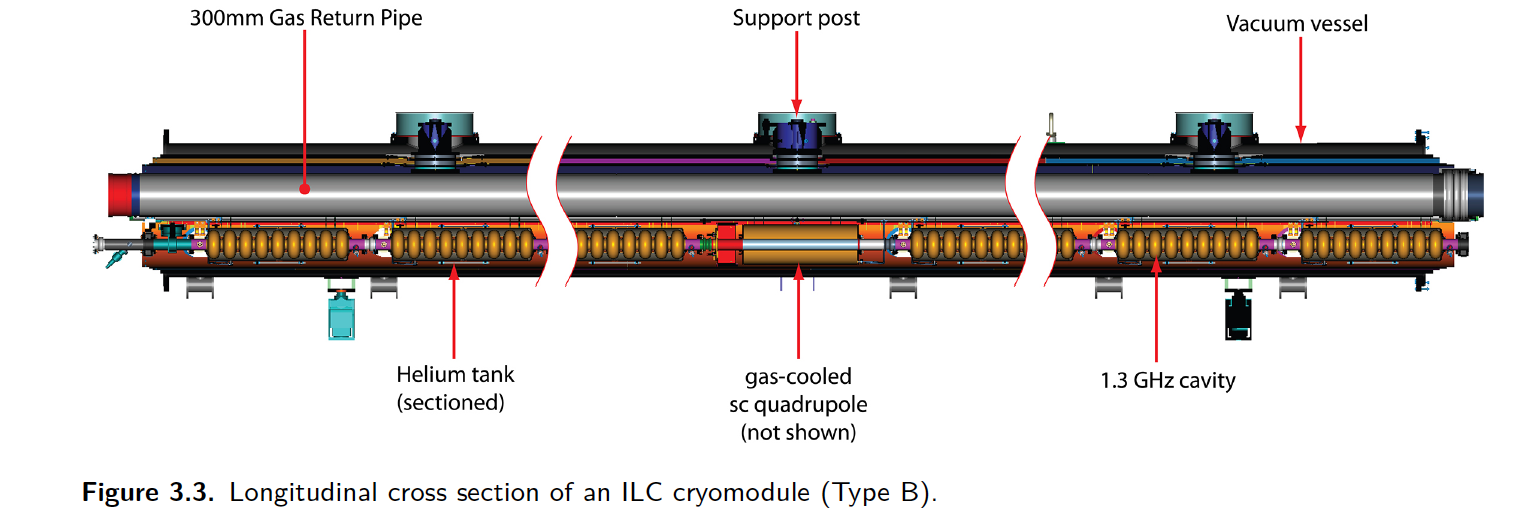 300mm Gas Return Pipe
Support post
Vacuum vessel
Helium tank
(sectioned)
gas-cooled
sc quadrupole
(not shown)
1.3 GHz cavity
Figure 3.3. Longitudinal cross section of an ILC cryomodule (Type B).